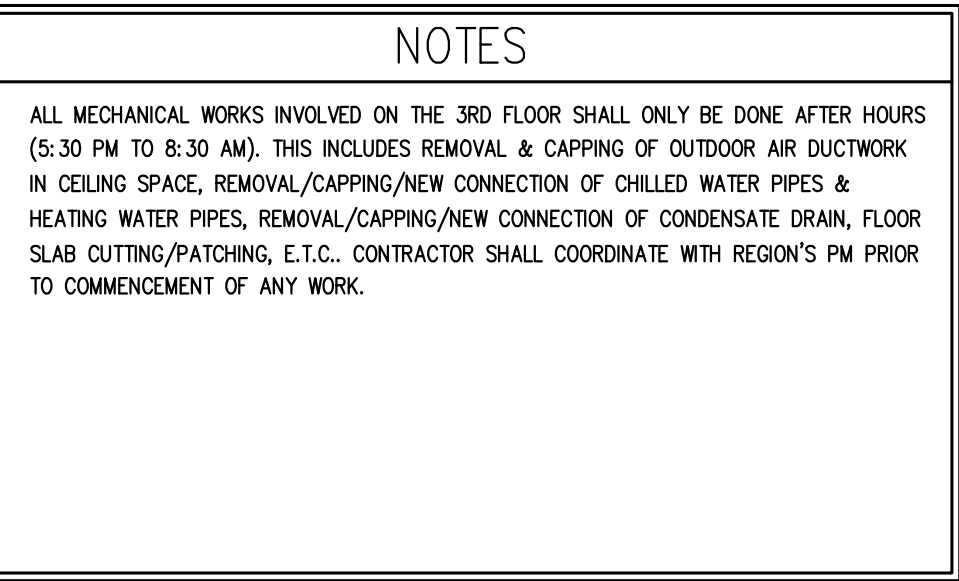 NOTES
ALL MECHANICAL WORKS INVOLVED ON THE 3RD FLOOR SHALL ONLY BE DONE AFTER HOURS
(5:30 PM TO 8:30 AM). THIS INCLUDES REMOVAL & CAPPING OF OUTDOOR AIR DUCTWORK
IN CEILING SPACE, REMOVAL/CAPPING/NEW CONNECTION OF CHILLED WATER PIPES &
HEATING WATER PIPES, REMOVAL/CAPPING/NEW CONNECTION OF CONDENSATE DRAIN, FLOOR
SLAB CUTTING/PATCHING, E.T.C.. CONTRACTOR SHALL COORDINATE WITH REGION'S PM PRIOR
TO COMMENCEMENT OF ANY WORK.